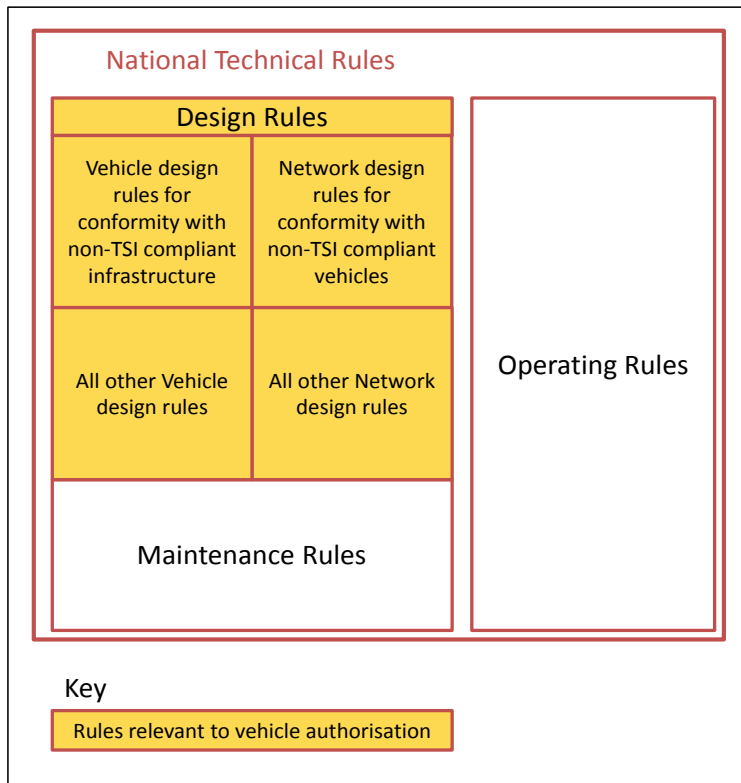 National Technical Rules
Design Rules
Vehicle design
rules for
conformity with
non-TSI compliant
infrastructure
Network design
rules for
conformity with
non-TSI compliant
vehicles
All other Vehicle
design rules
All other Network
design rules
Maintenance Rules
Operating Rules
Key
Rules relevant to vehicle authorisation